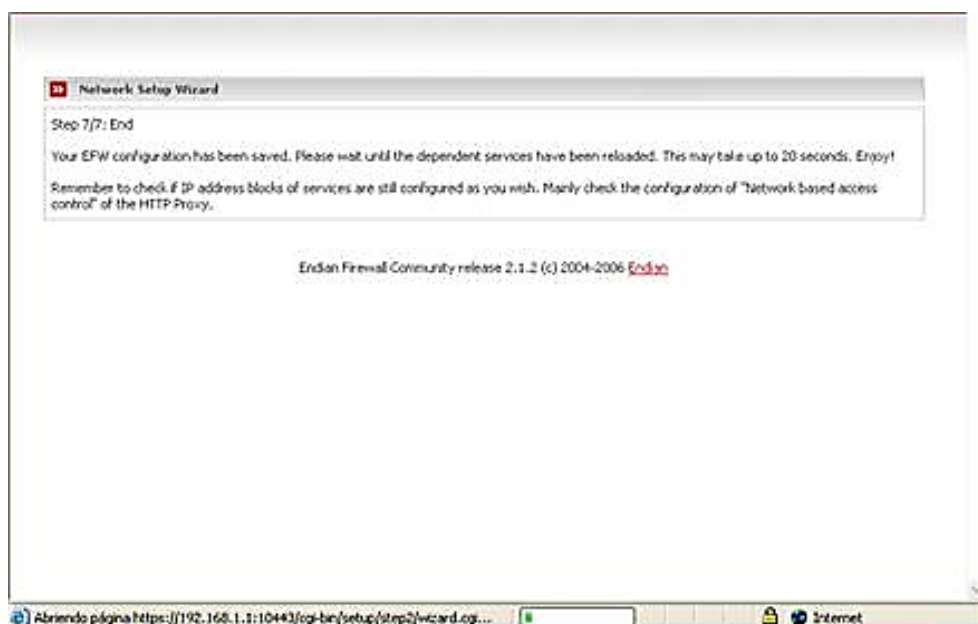 Network Setup Wizard
Step 7/7: End
Your EFW configuration has been saved. Please wait until the dependent services have been reloaded. This may take up to 20 seconds. Enjoy!
Remember to check if IP address blocks of services are still configured as you wish. Mainly check the configuration of "Network based access
control" of the HTTP Proxy.
Endian Firewall Community release 2.1.2 (c) 2004-2006 Endian
Abriendo página https://192.168.1.1:10443/cgi-bin/setup/step2/wizard.cgi...
Internet